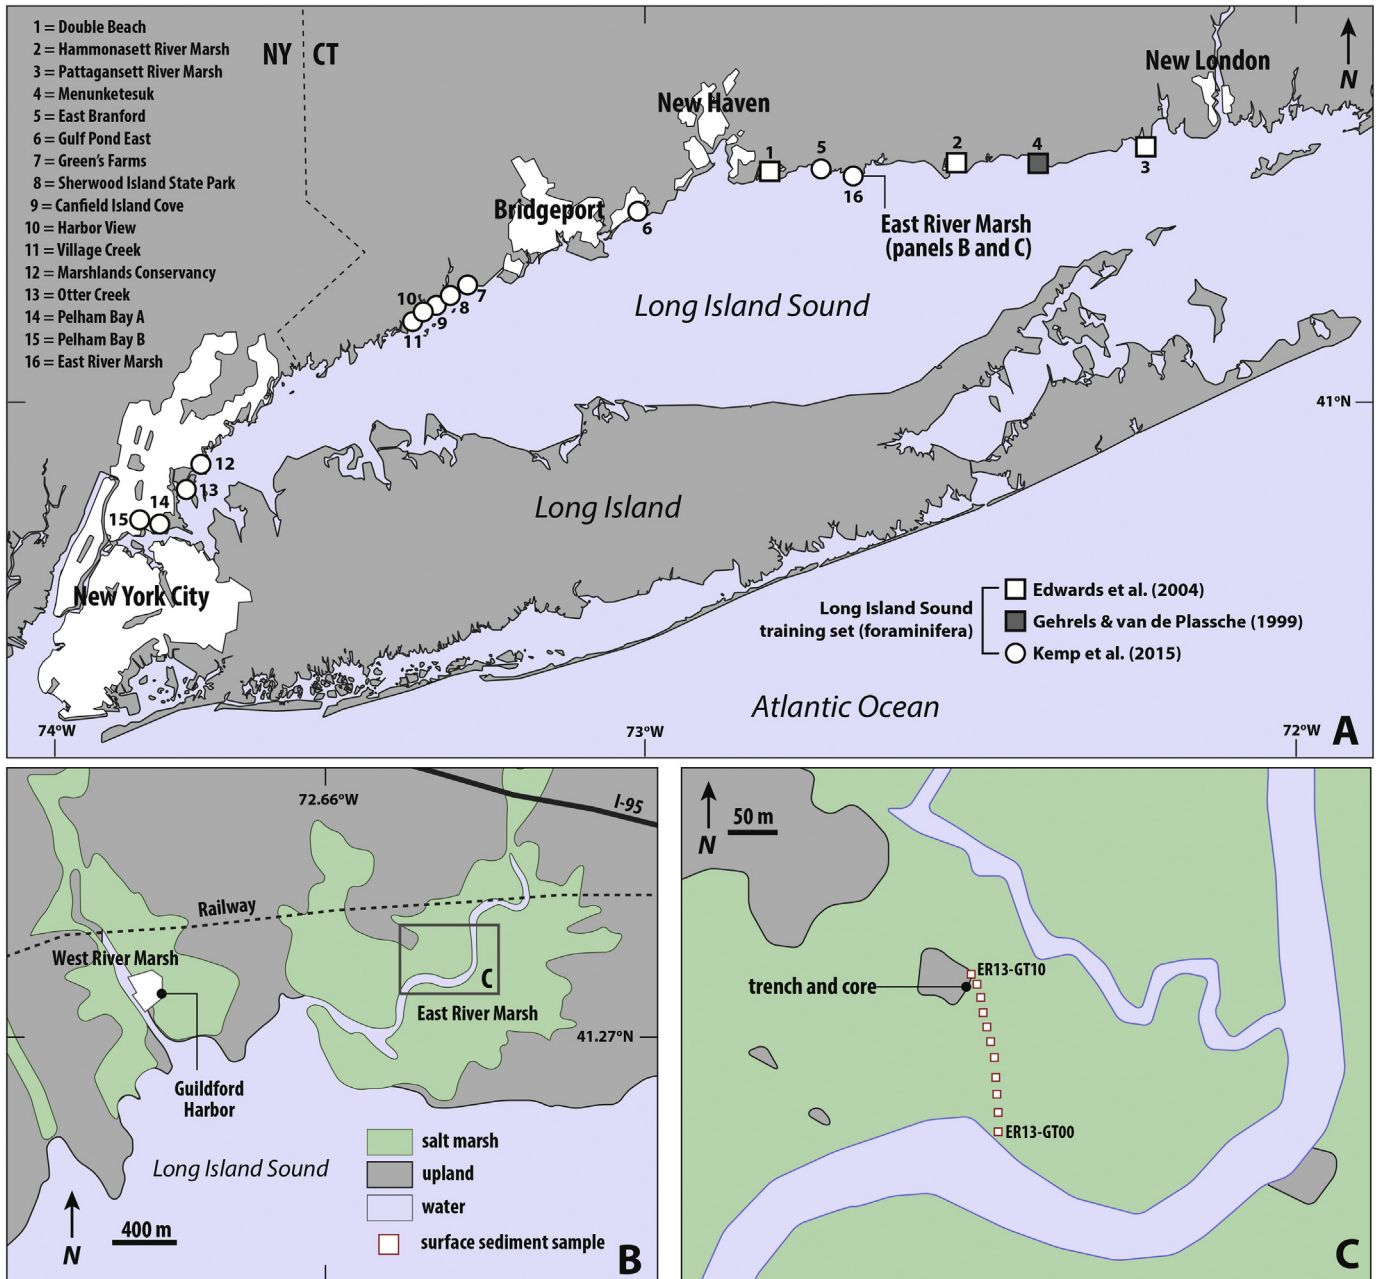 1 = Double Beach
2 = Hammonasett River Marsh
3 = Pattagansett River Marsh
4 = Menunketesuk
5 = East Branford
6 = Gulf Pond East
7 = Green's Farms
8 = Sherwood Island State Park
9 = Canfield Island Cove
10 = Harbor View
11 = Village Creek
12 = Marshlands Conservancy
13 = Otter Creek
14 = Pelham Bay A
15 = Pelham Bay B
16 = East River Marsh
NY CT
New London
N
New Haven
Bridgeport
1
5
16
2
4
3
6
East River Marsh
(panels B and C)
7
8
9
10
11
Long Island Sound
41°N
12
13
14
15
Long Island
New York City
Long Island Sound
training set (foraminifera)
Edwards et al. (2004)
Gehrels & van de Plassche (1999)
Kemp et al. (2015)
Atlantic Ocean
74°W
73°W
72°W
A
72.66°W
I-95
Railway
West River Marsh
C
East River Marsh
41.27°N
Guildford
Harbor
Long Island Sound
salt marsh
upland
water
surface sediment sample
N
400 m
B
N
50 m
ER13-GT10
trench and core
ER13-GT00
C